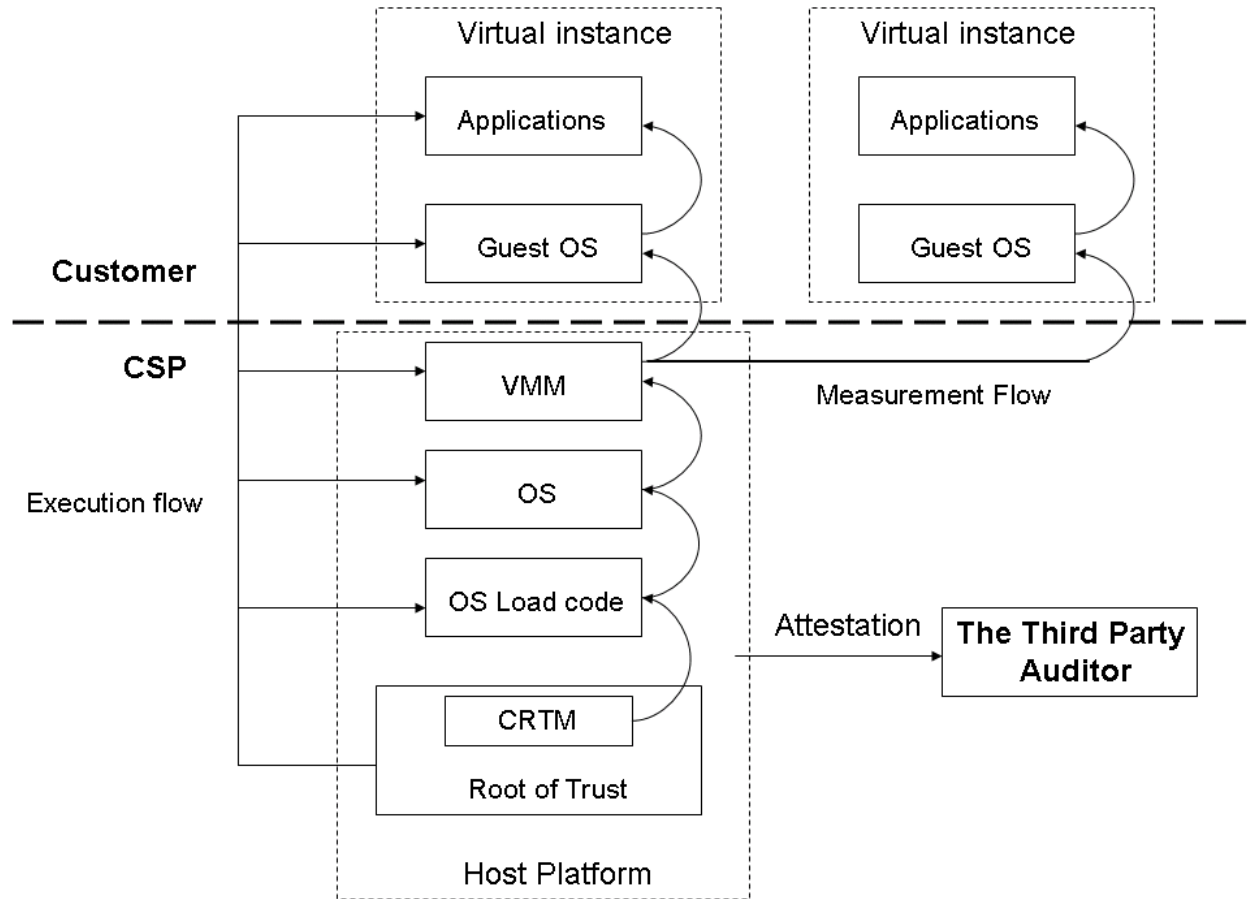 Virtual instance
Virtual instance
Applications
Applications
Guest OS
Guest OS
Customer
CSP
VMM
Measurement Flow
Execution flow
OS
OS Load code
Attestation
The Third Party
Auditor
CRTM
Root of Trust
Host Platform